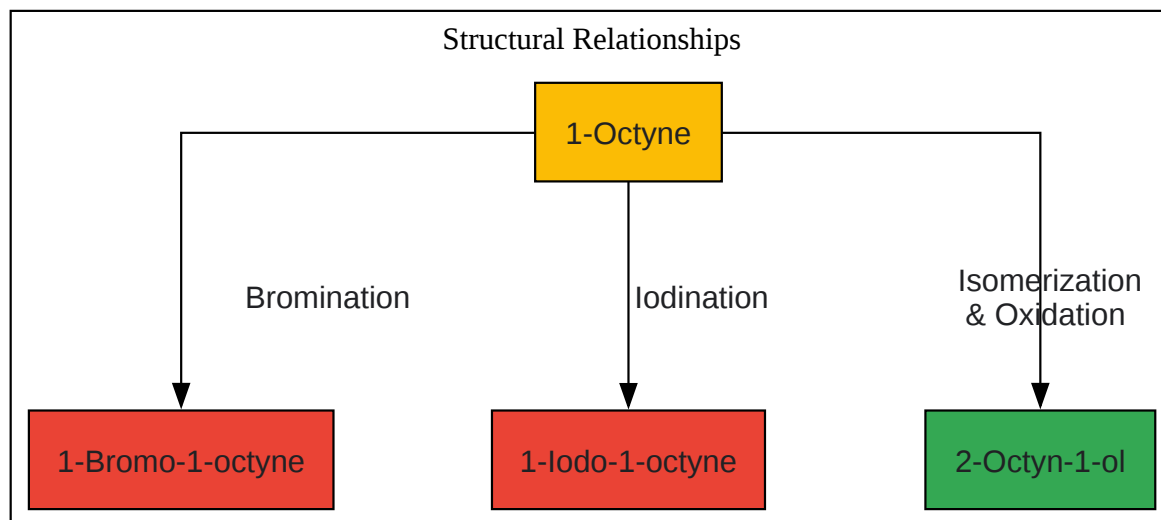 Structural Relationships
1-Octyne
Bromination
Iodination
Isomerization
& Oxidation
1-Bromo-1-octyne
1-Iodo-1-octyne
2-Octyn-1-ol